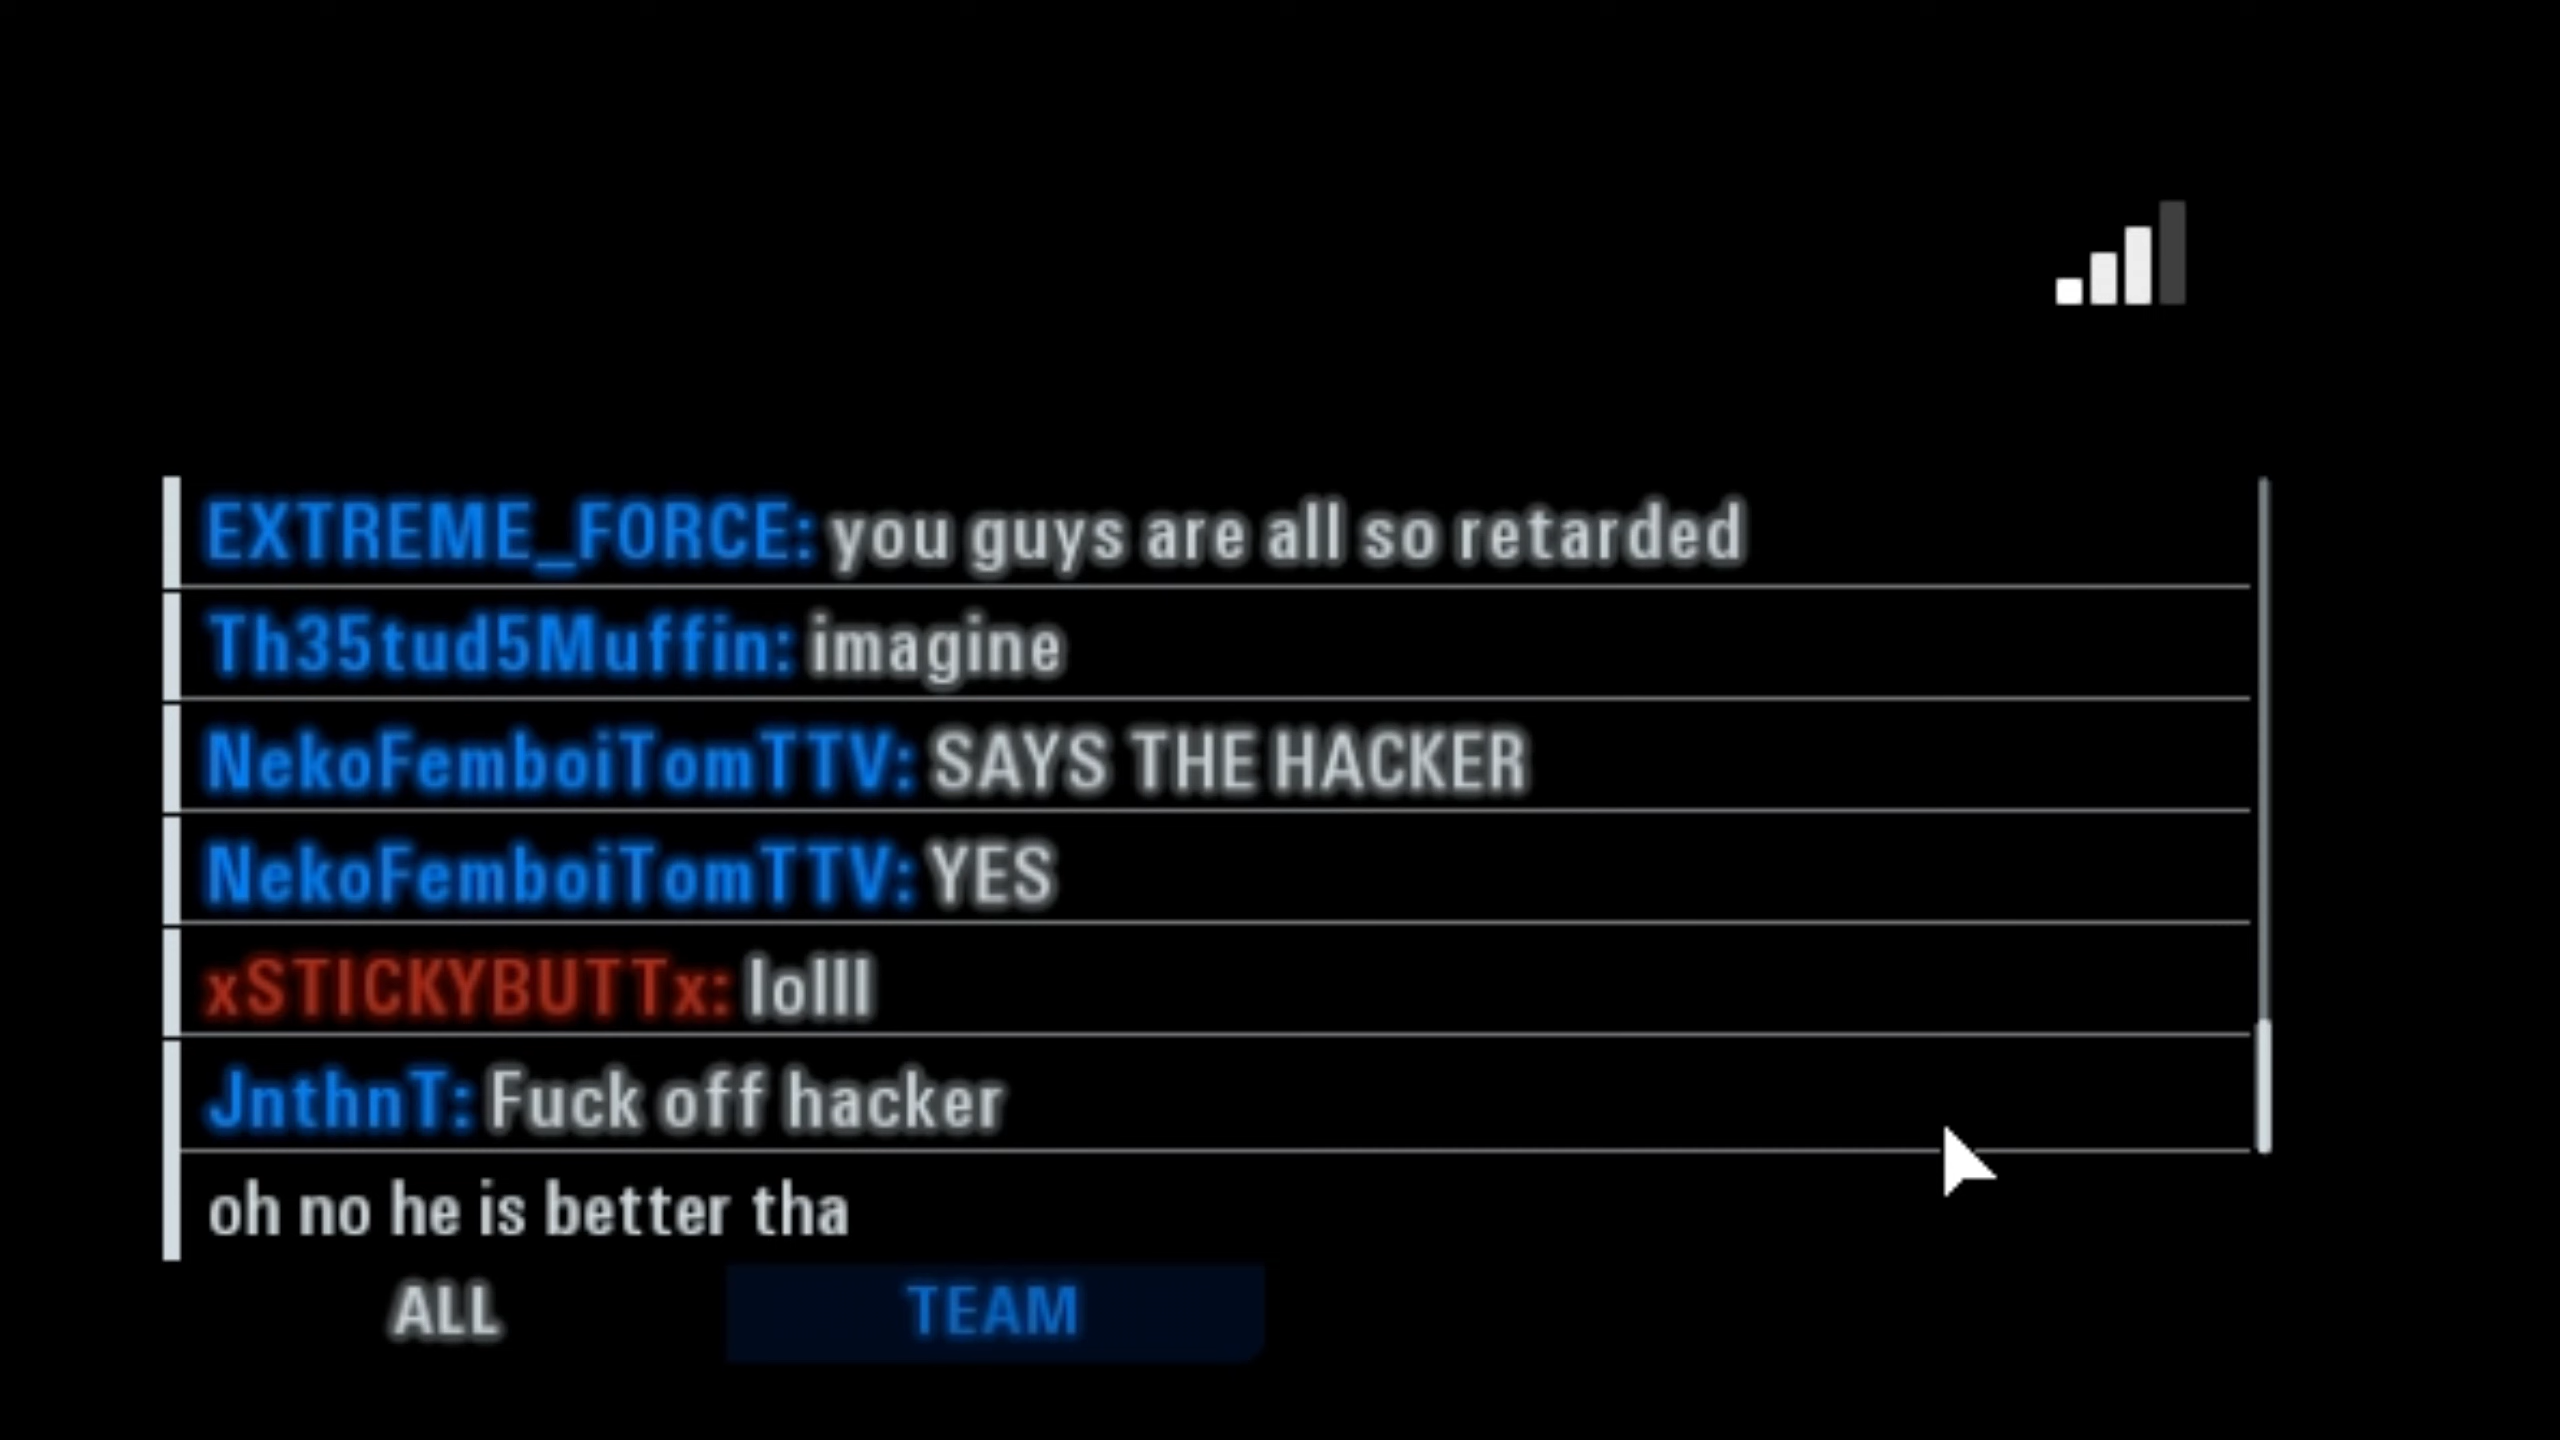 EXTREME_FORCE: you guys are all so retarded
Th35tud5Muffin: imagine
NekoFemboiTomTTV: SAYS THE HACKER
NekoFemboiTomTTV: YES
xSTICKYBUTTx: lolll
JnthnT: Fuck off hacker
oh no he is better tha
ALL TEAM